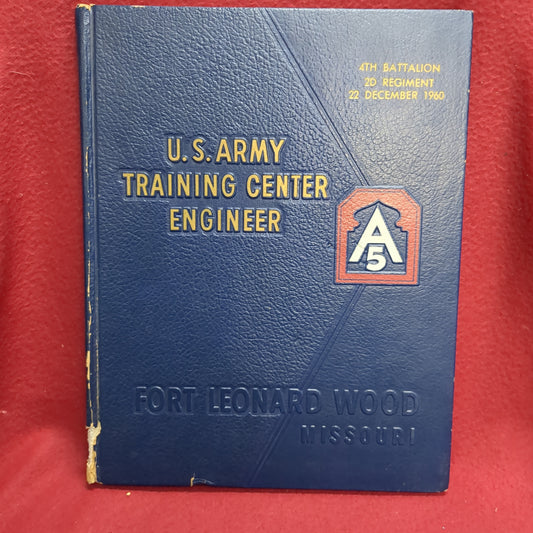 4TH BATTALION
2D REGIMENT
22 DECEMBER 1960
U.S. ARMY
TRAINING CENTER
ENGINEER
A
5
FORT LEONARD WOOD
MISSOURI